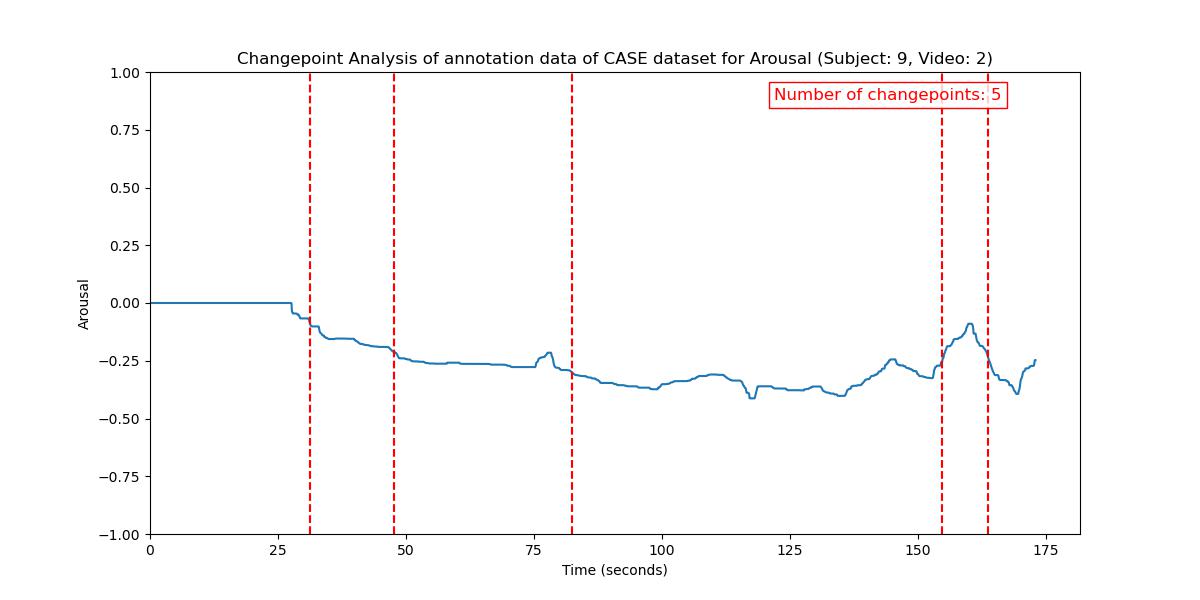 Changepoint Analysis of annotation data of CASE dataset for Arousal (Subject: 9, Video: 2)
Number of changepoints: 5
1.00
0.75
0.50
0.25
0.00
−0.25
−0.50
−0.75
−1.00
Arousal
0 25 50 75 100 125 150 175
Time (seconds)